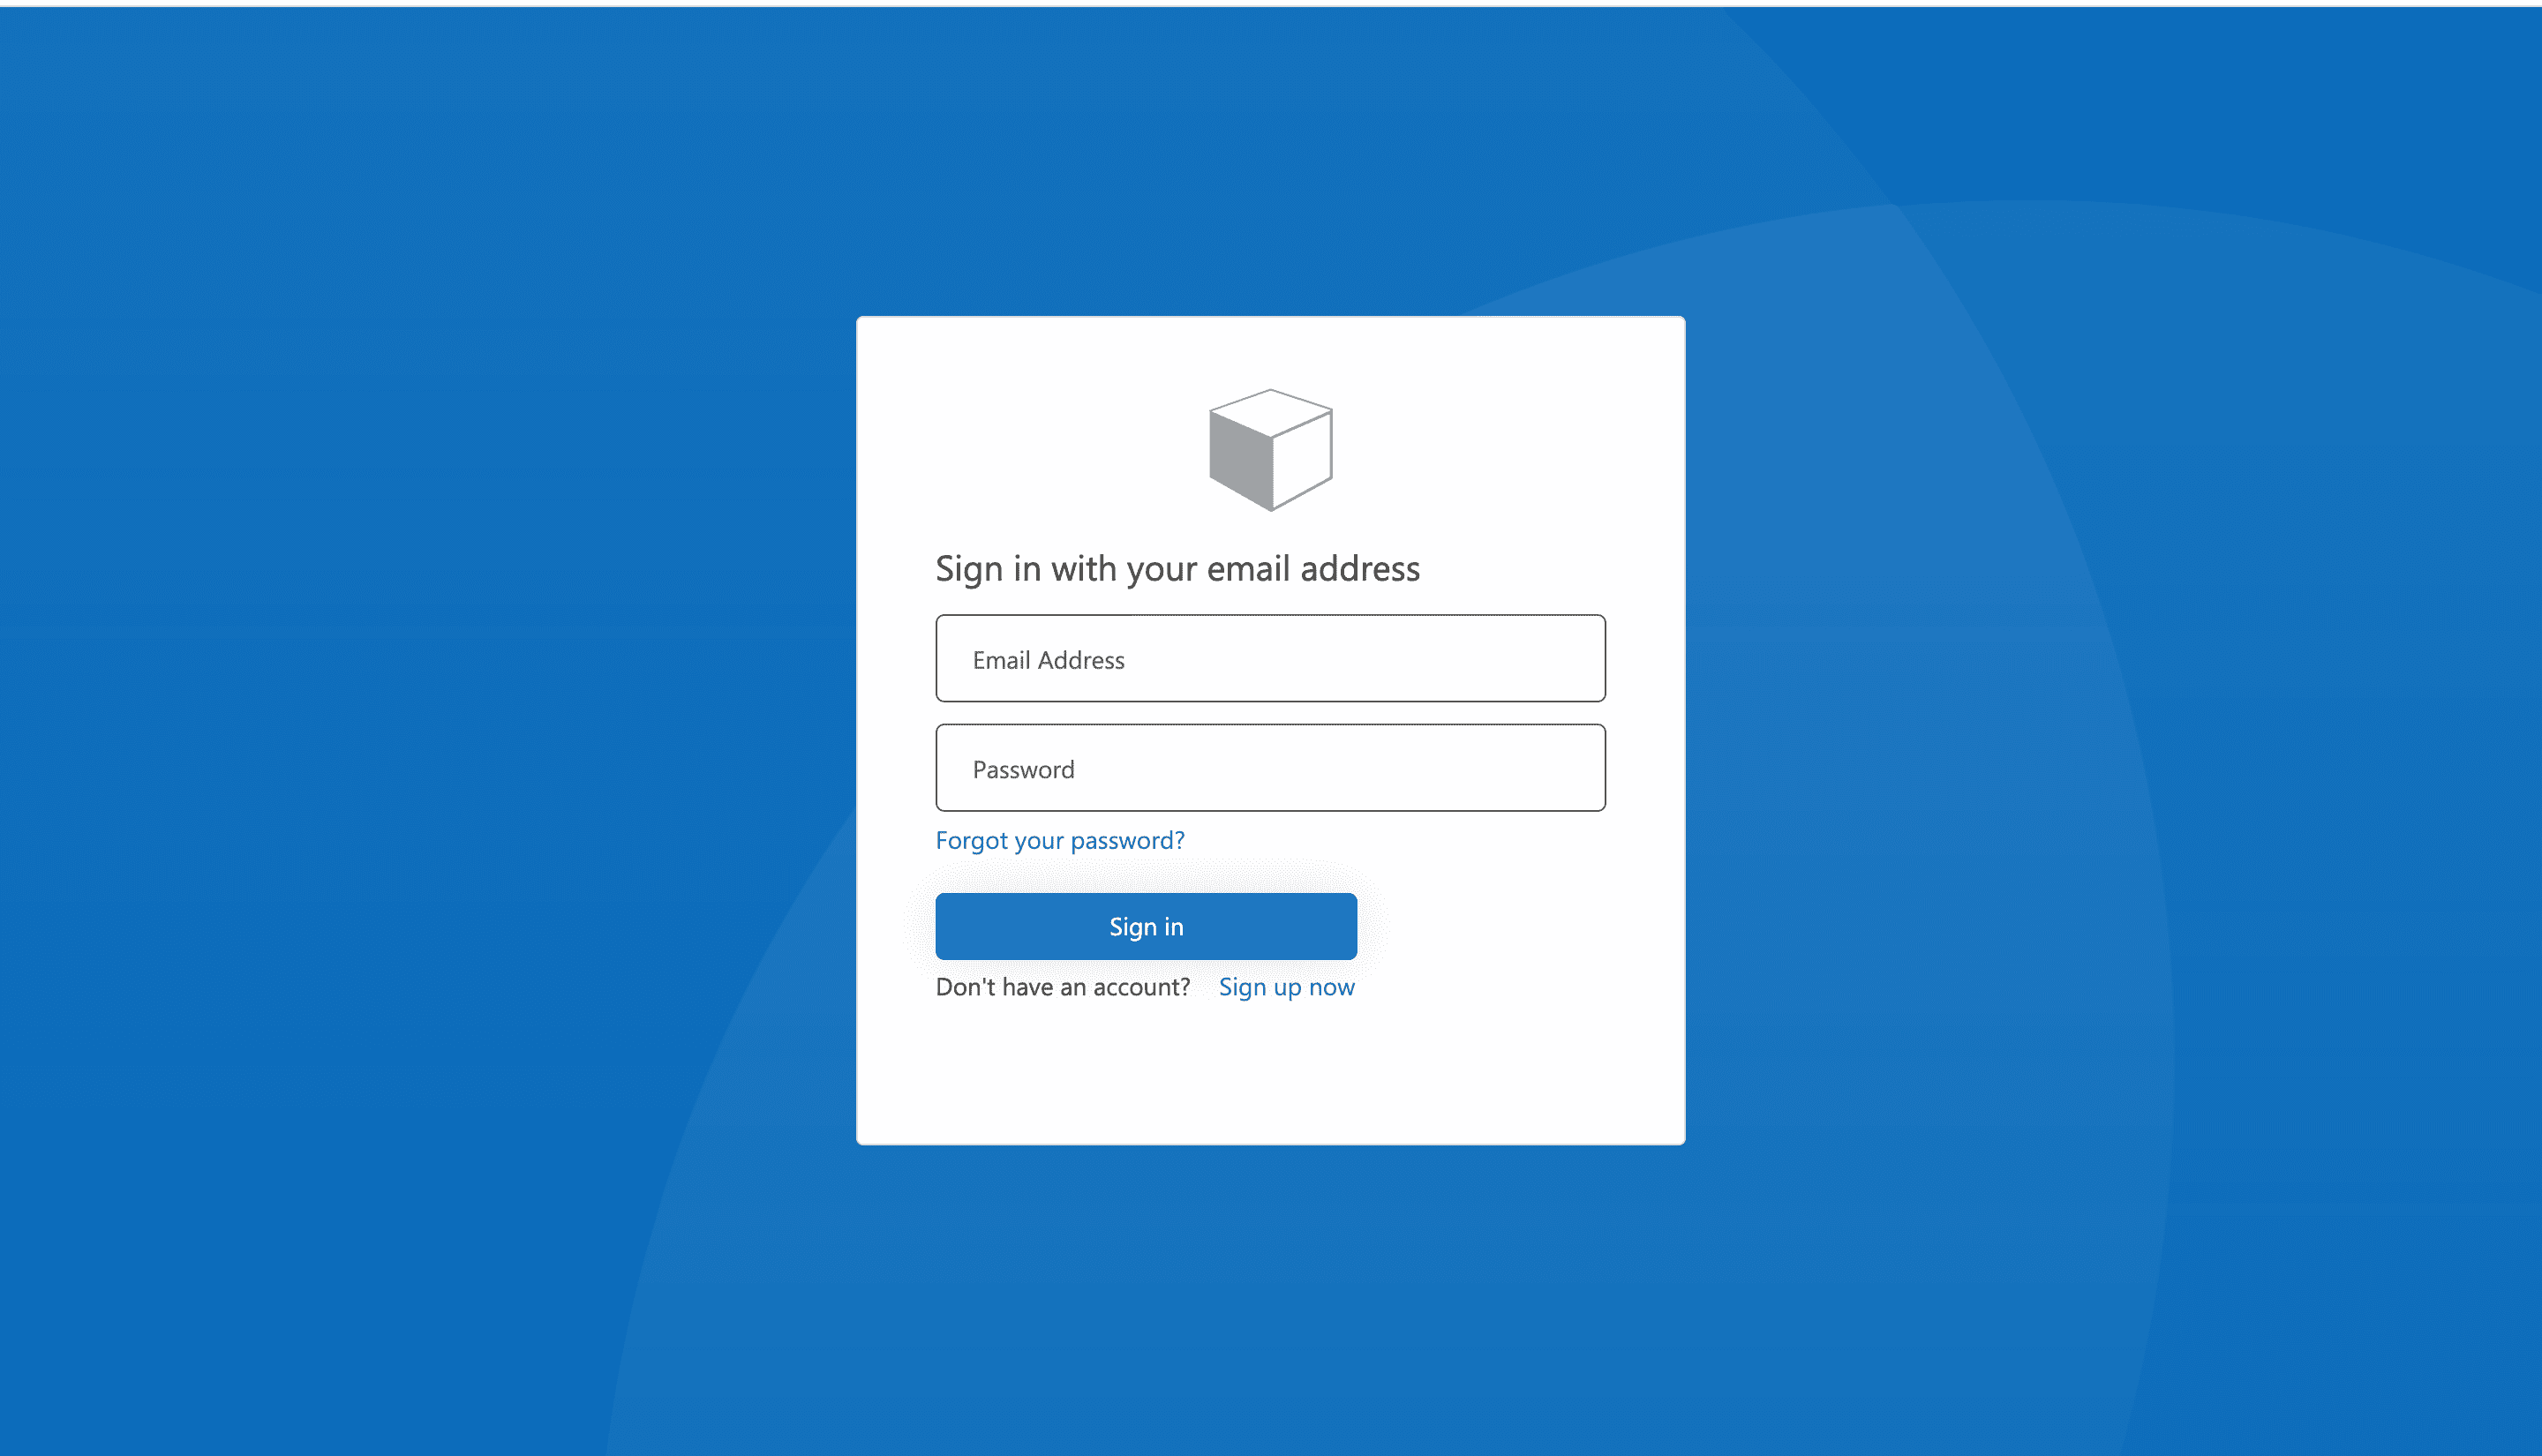 Sign in with your email address
Email Address
Password
Forgot your password?
Sign in
Don't have an account? Sign up now